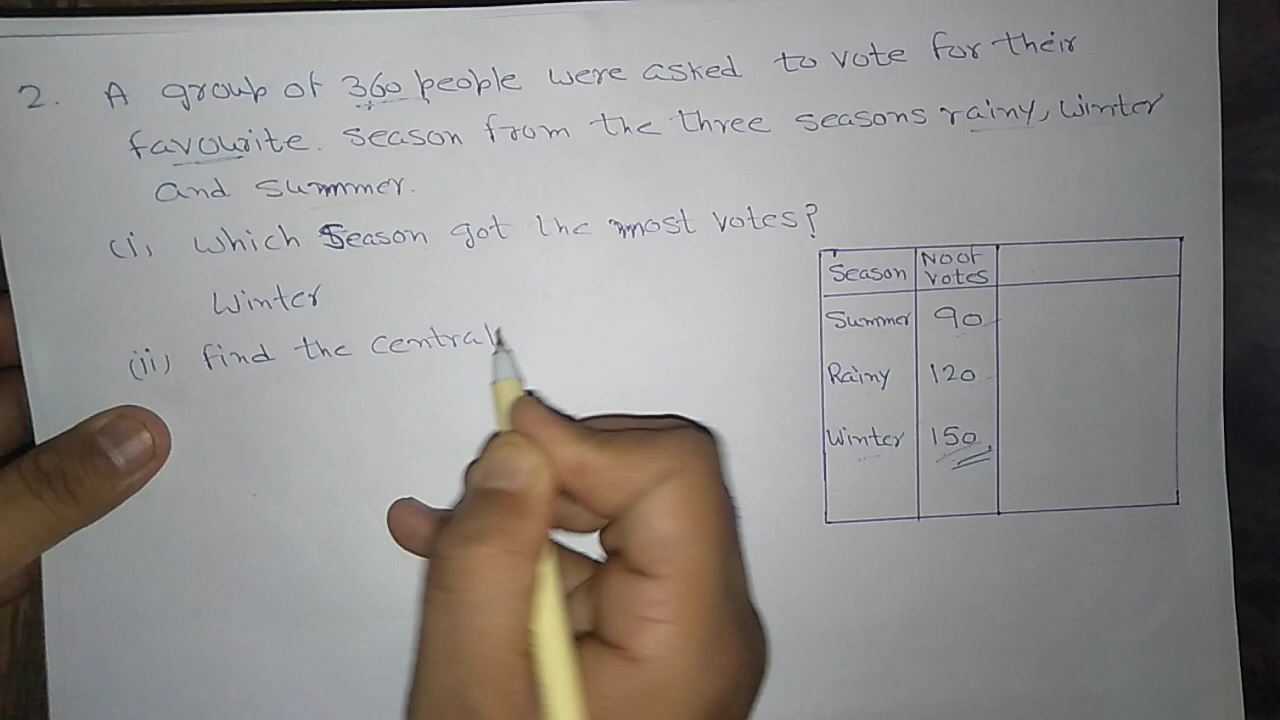 2. A group of 360 people were asked to vote for their
favourite. season from the three seasons rainy, Winter
and summer.
(i) which Season got the most votes?
Winter
(ii) find the central
Season No of votes
Summer 90
Rainy 120
Winter 150